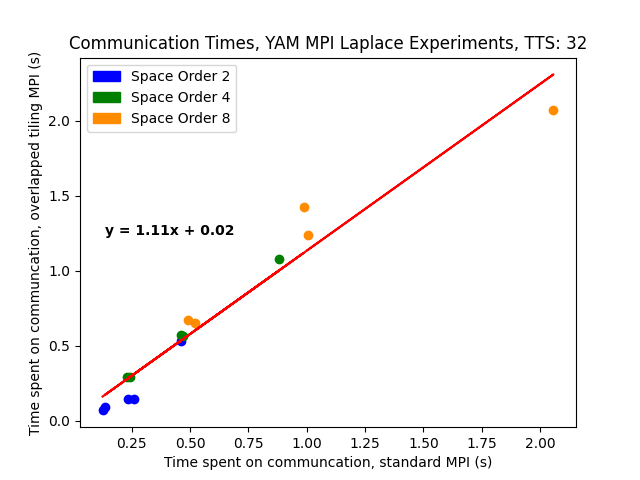 Communication Times, YAM MPI Laplace Experiments, TTS: 32
Time spent on communcation, overlapped tiling MPI (s)
Space Order 2
Space Order 4
Space Order 8
y = 1.11x + 0.02
2.0
1.5
1.0
0.5
0.0
0.25 0.50 0.75 1.00 1.25 1.50 1.75 2.00
Time spent on communcation, standard MPI (s)